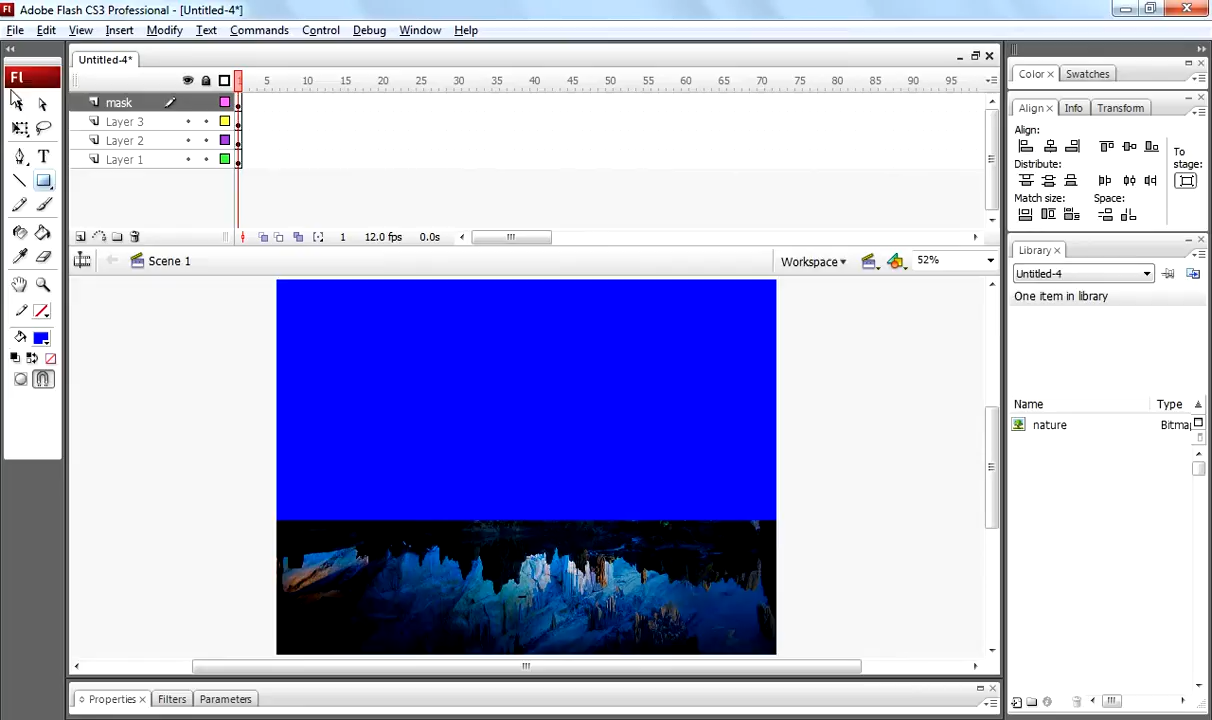 Adobe Flash CS3 Professional - [Untitled-4*]
File Edit View Insert Modify Text Commands Control Debug Window Help
Untitled-4*
Fl
1 5 10 15 20 25 30 35 40 45 50 55 60 65 70 75 80 85 90 95
mask
Layer 3
Layer 2
Layer 1
1 12.0 fps 0.0s
Scene 1
Workspace 52%
Properties Filters Parameters
Color Swatches
Align Info Transform
Align:
Distribute:
Match size: Space:
To
stage:
Library
Untitled-4
One item in library
Name Type
nature Bitma